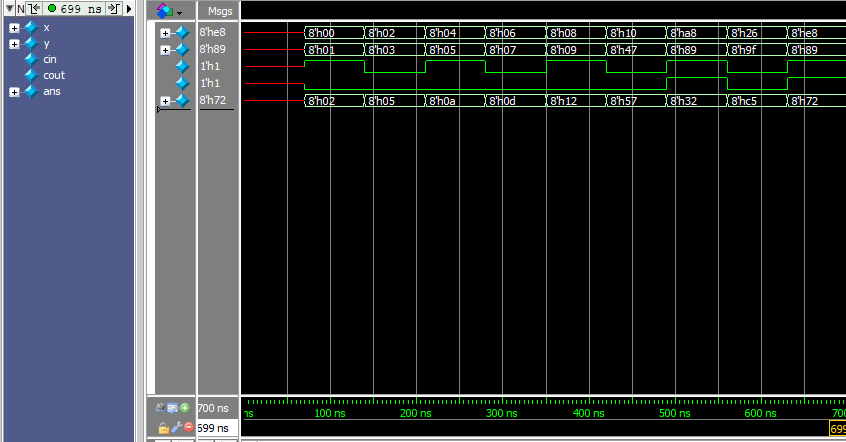 N 699 ns Msgs
x 8'he8 8'h00 8'h02 8'h04 8'h06 8'h08 8'h10 8'ha8 8'h26 8'he8
y 8'h89 8'h01 8'h03 8'h05 8'h07 8'h09 8'h47 8'h89 8'h9f 8'h89
cin 1'h1
cout 1'h1
ans 8'h72 8'h02 8'h05 8'h0a 8'h0d 8'h12 8'h57 8'h32 8'hc5 8'h72
700 ns ns 100 ns 200 ns 300 ns 400 ns 500 ns 600 ns 700
699 ns 699